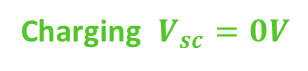 Charging V_sc = 0V